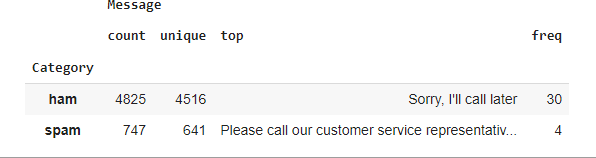 Message
count unique top freq
Category
ham 4825 4516 Sorry, I'll call later 30
spam 747 641 Please call our customer service representativ... 4